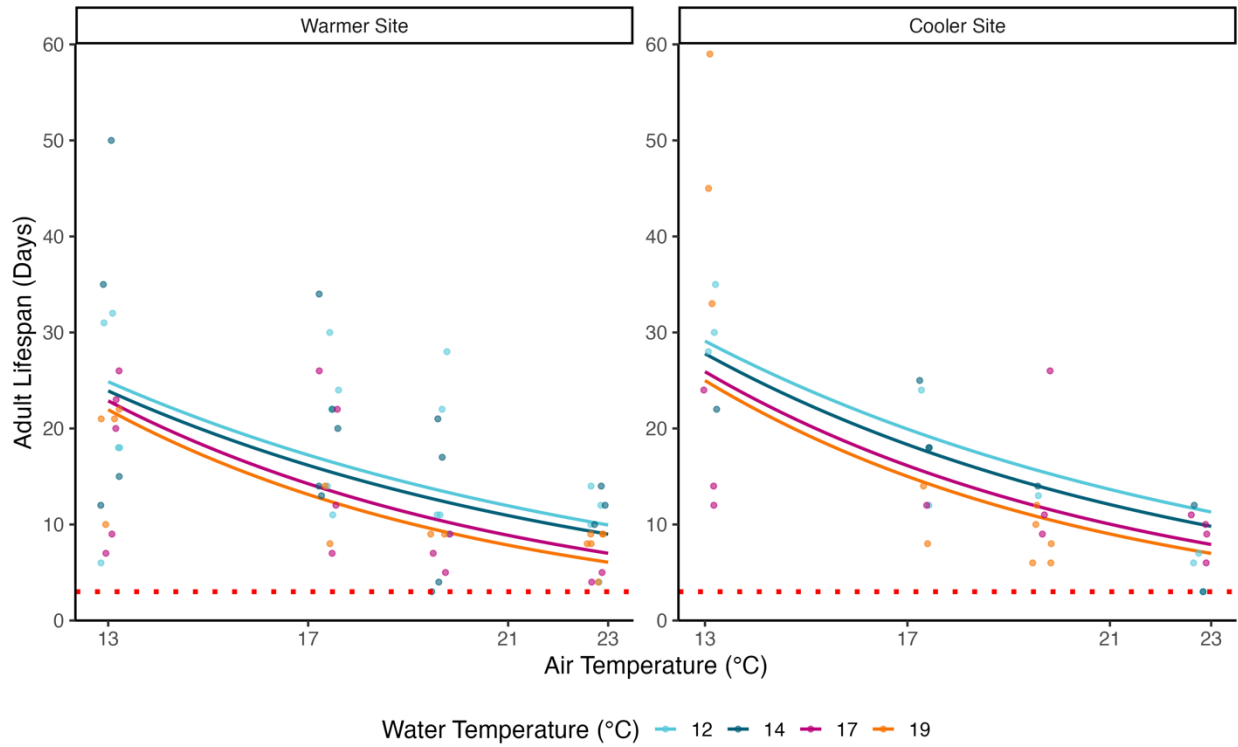 Warmer Site
Cooler Site
Adult Lifespan (Days)
60
50
40
30
20
10
0
60
50
40
30
20
10
0
13 17 21 23
13 17 21 23
Air Temperature (°C)
Water Temperature (°C) 12 14 17 19